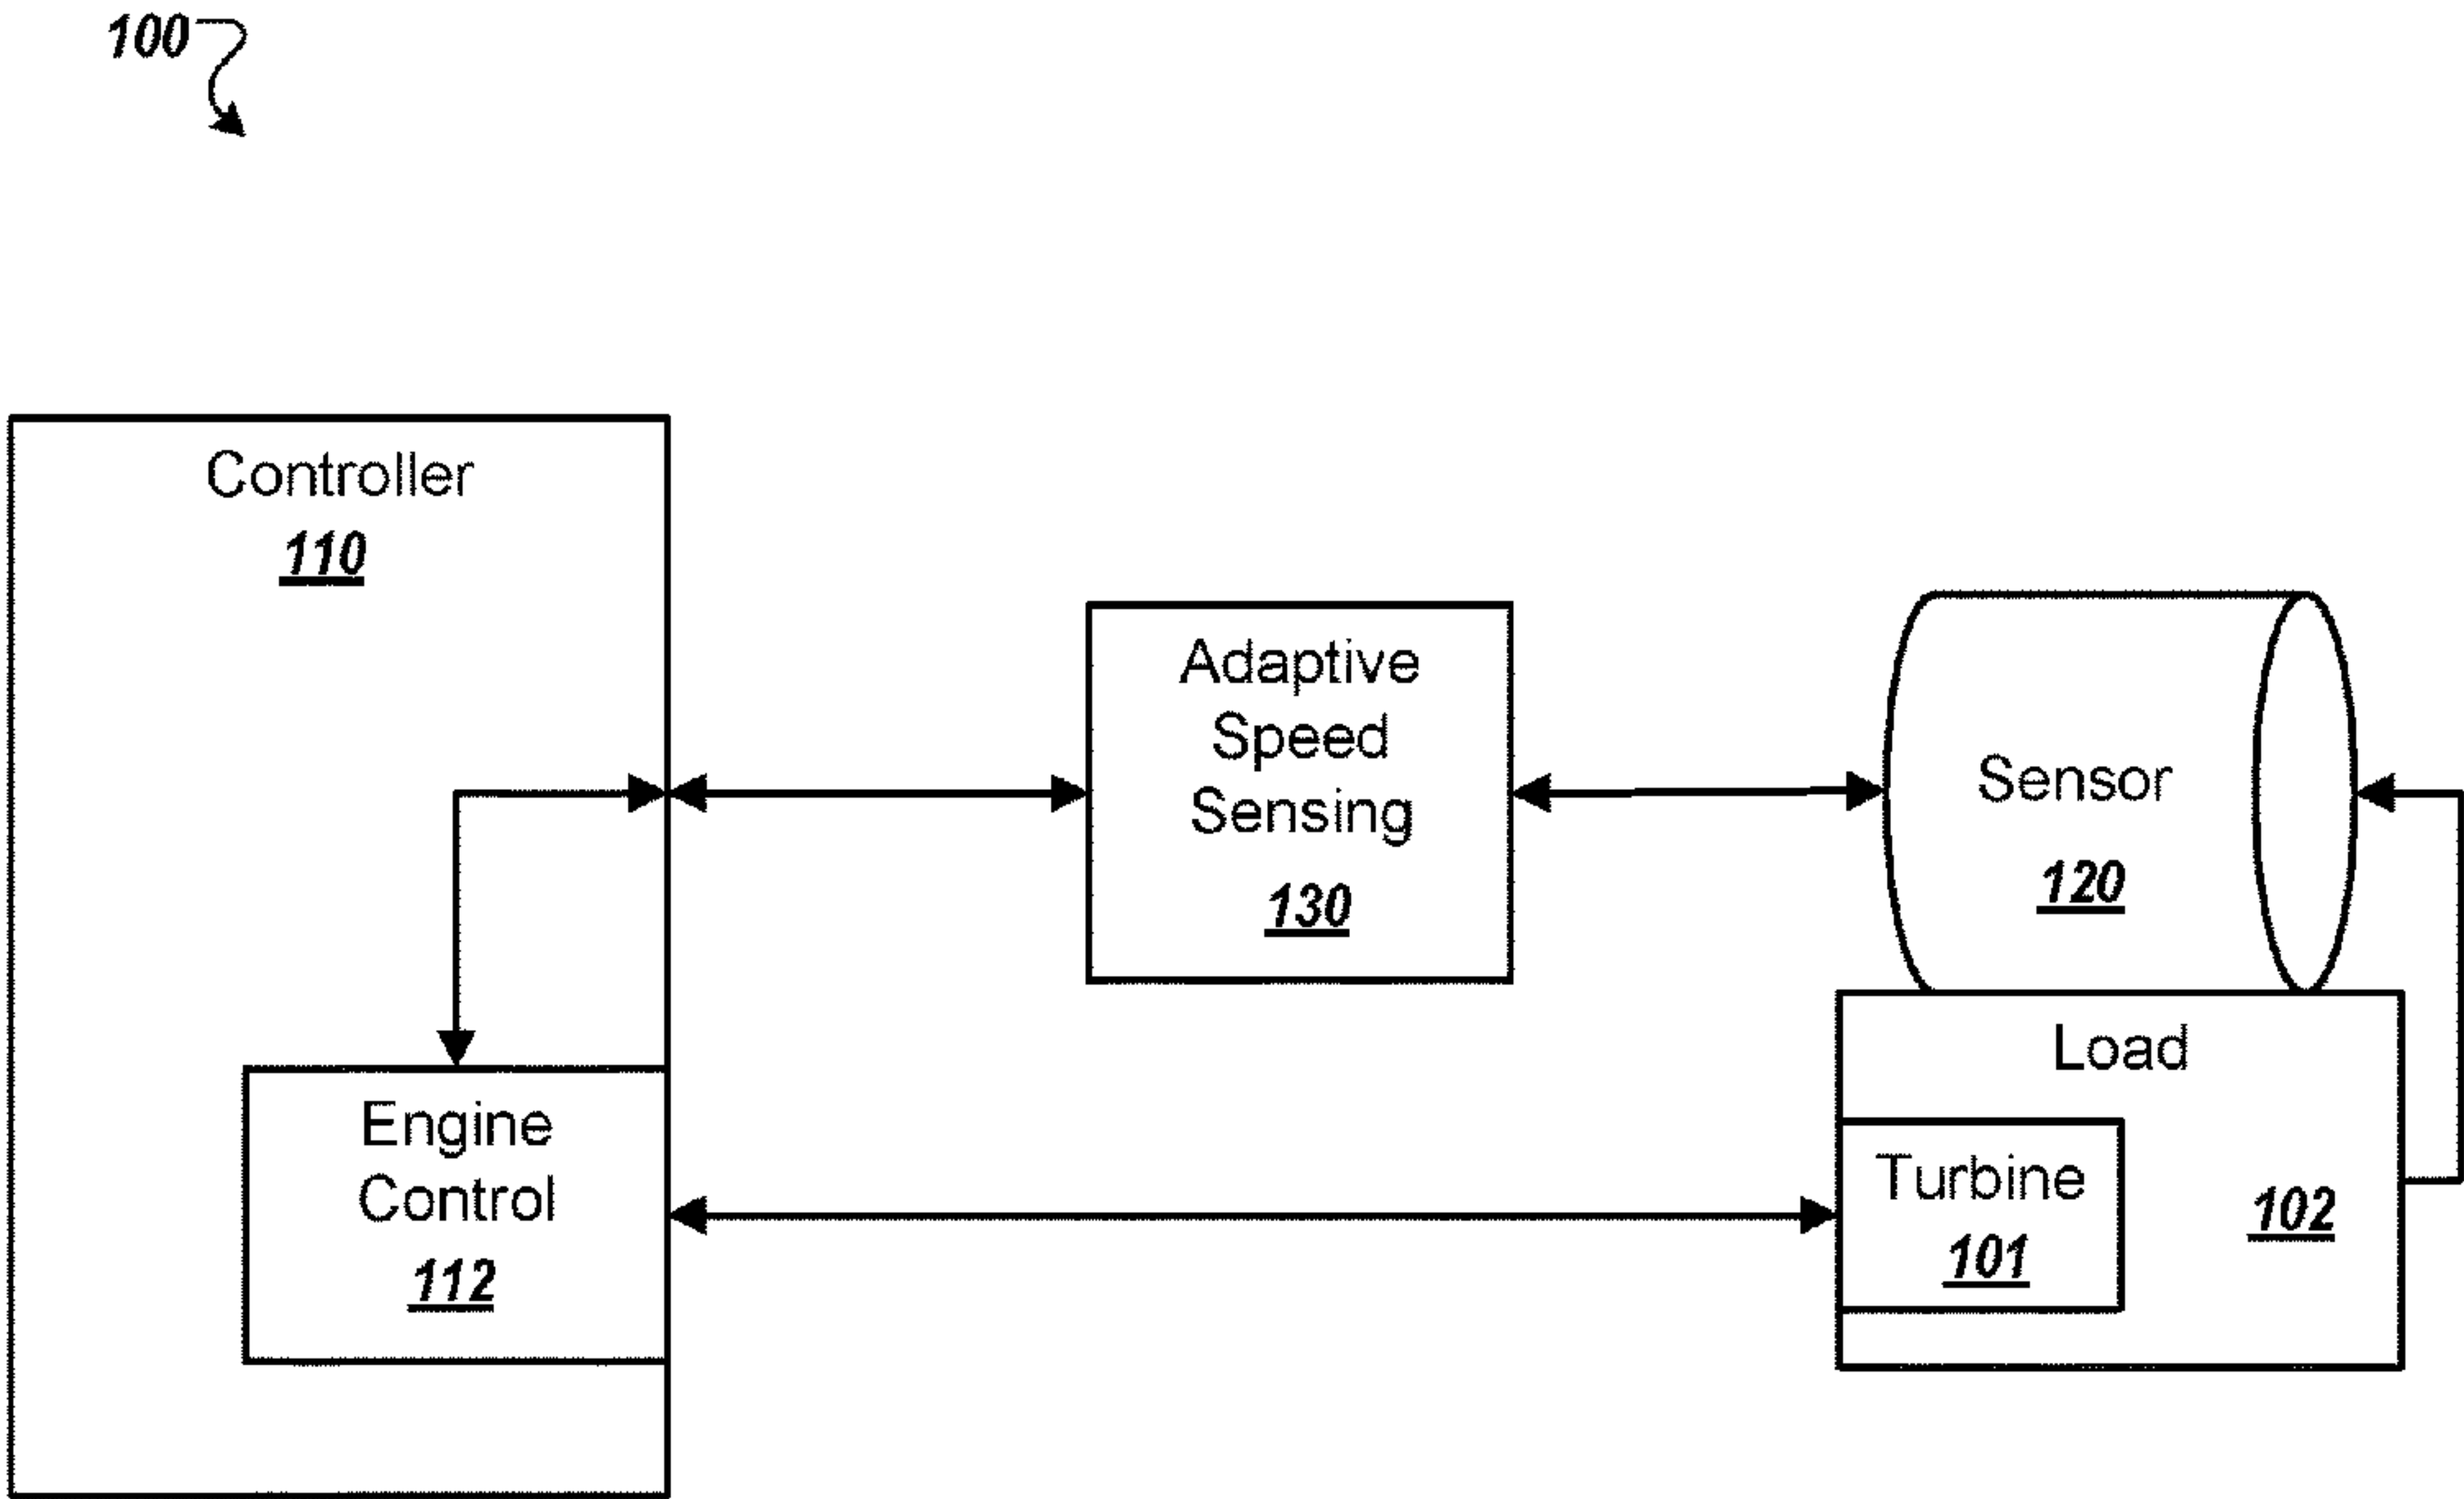 100
Controller
110
Adaptive
Speed
Sensing
130
Sensor
120
Load
Turbine
101
102
Engine
Control
112